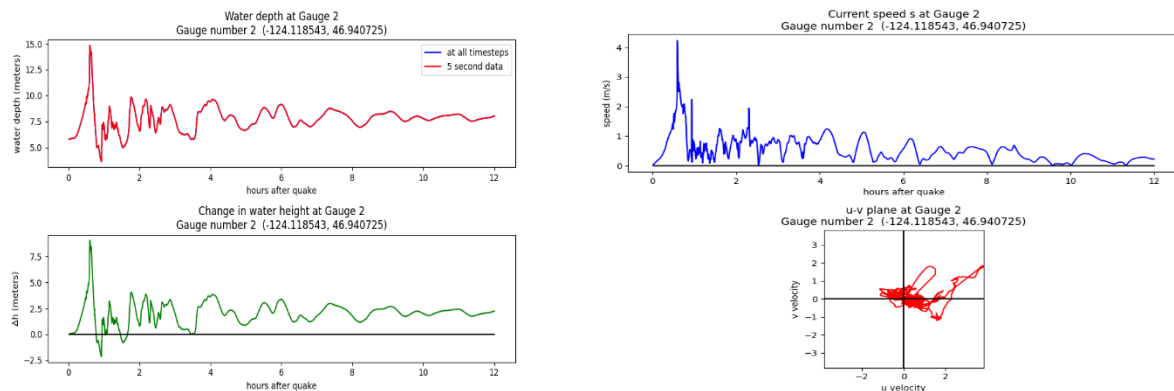 Water depth at Gauge 2
Gauge number 2 (-124.118543, 46.940725)
15.0
12.5
10.0
7.5
5.0
water depth (meters)
at all timesteps
5 second data
0 2 4 6 8 10 12
hours after quake
Change in water height at Gauge 2
Gauge number 2 (-124.118543, 46.940725)
7.5
5.0
2.5
0.0
−2.5
Δh (meters)
0 2 4 6 8 10 12
hours after quake
Current speed s at Gauge 2
Gauge number 2 (-124.118543, 46.940725)
4
3
2
1
0
speed (m/s)
0 2 4 6 8 10 12
hours after quake
u-v plane at Gauge 2
Gauge number 2 (-124.118543, 46.940725)
3
2
1
0
−1
−2
−3
v velocity
−2 0 2
u velocity